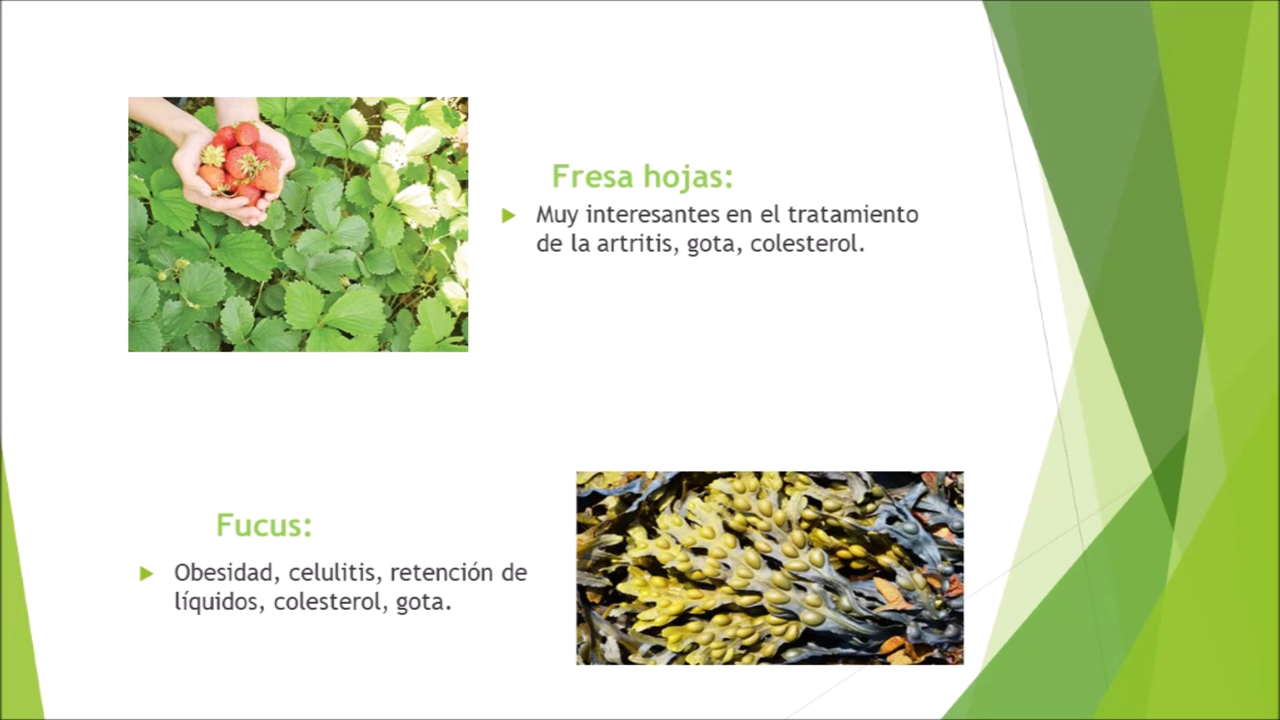 Fresa hojas:
Muy interesantes en el tratamiento
de la artritis, gota, colesterol.
Fucus:
Obesidad, celulitis, retención de
líquidos, colesterol, gota.